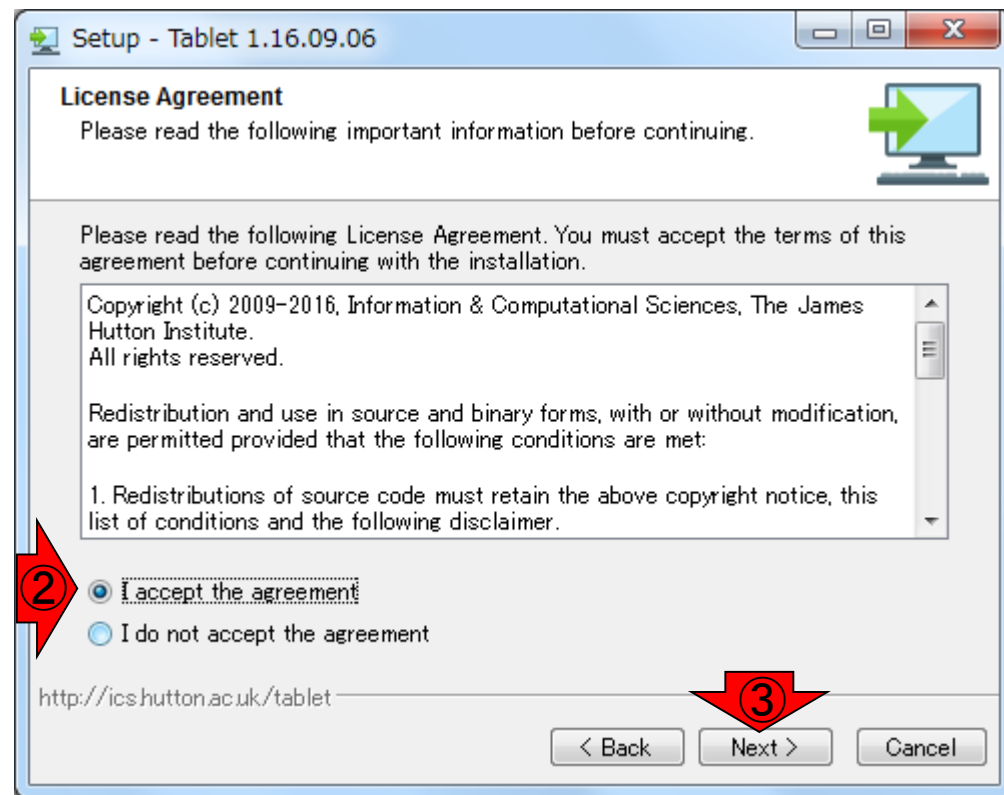 Setup - Tablet 1.16.09.06
License Agreement
Please read the following important information before continuing.
Please read the following License Agreement. You must accept the terms of this
agreement before continuing with the installation.
Copyright (c) 2009-2016, Information & Computational Sciences, The James
Hutton Institute.
All rights reserved.
Redistribution and use in source and binary forms, with or without modification,
are permitted provided that the following conditions are met:
1. Redistributions of source code must retain the above copyright notice, this
list of conditions and the following disclaimer.
② I accept the agreement
I do not accept the agreement
http://ics.hutton.ac.uk/tablet
③
< Back Next > Cancel